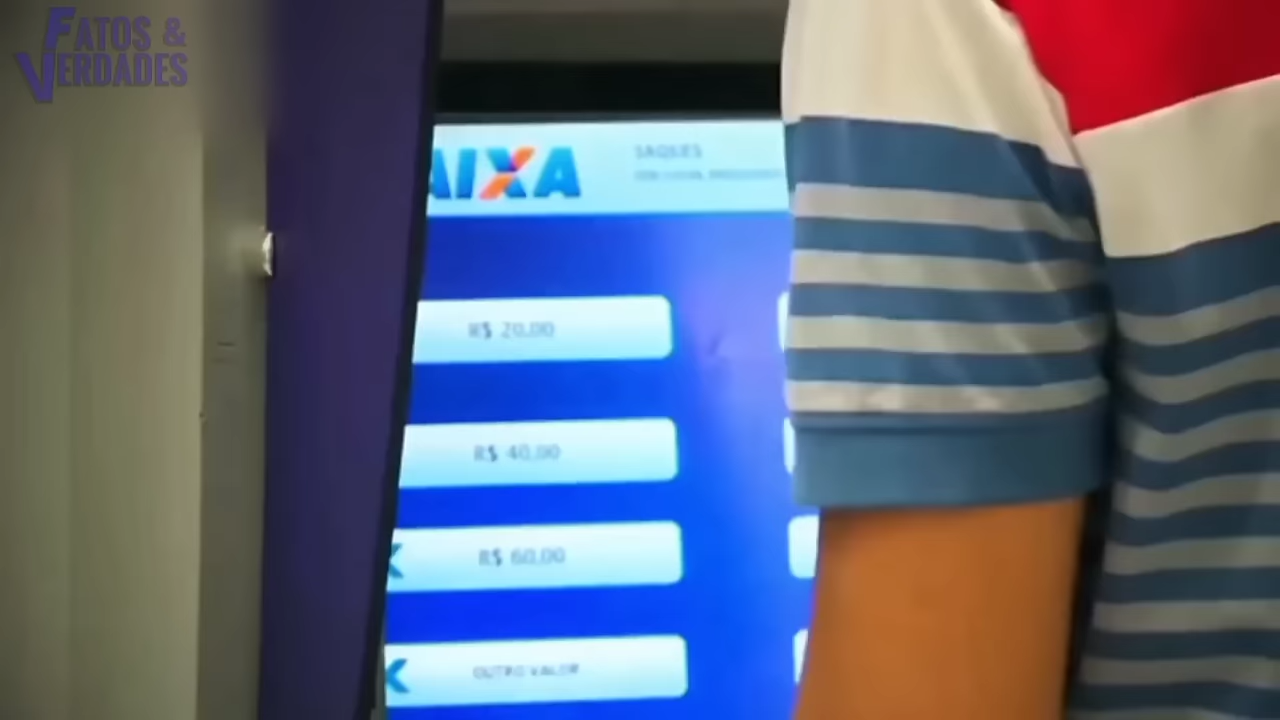 FATOS &
VERDADES
AIXA
SAQUES
R$ 20,00
R$ 40,00
R$ 60,00
OUTRO VALOR